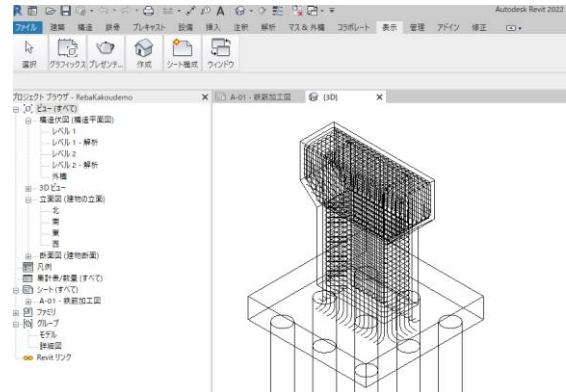 R A Autodesk Revit 2022
ファイル 建築 構造 鉄骨 プレキャスト 設備 挿入 注釈 解析 マス&外構 コラボレート 表示 管理 アドイン 修正
選択 グラフィックス プレゼンテ... 作成 シート構成 ウィンドウ
プロジェクト ブラウザ - RebaKakoudemo × A-01 - 鉄筋加工図 {3D} ×
ビュー (すべて)
構造伏図 (構造平面図)
レベル 1
レベル 1 - 解析
レベル 2
レベル 2 - 解析
外構
3D ビュー
立面図 (建物の立面)
北
南
東
西
断面図 (建物断面)
凡例
集計表/数量 (すべて)
シート (すべて)
A-01 - 鉄筋加工図
ファミリ
グループ
モデル
詳細図
Revit リンク